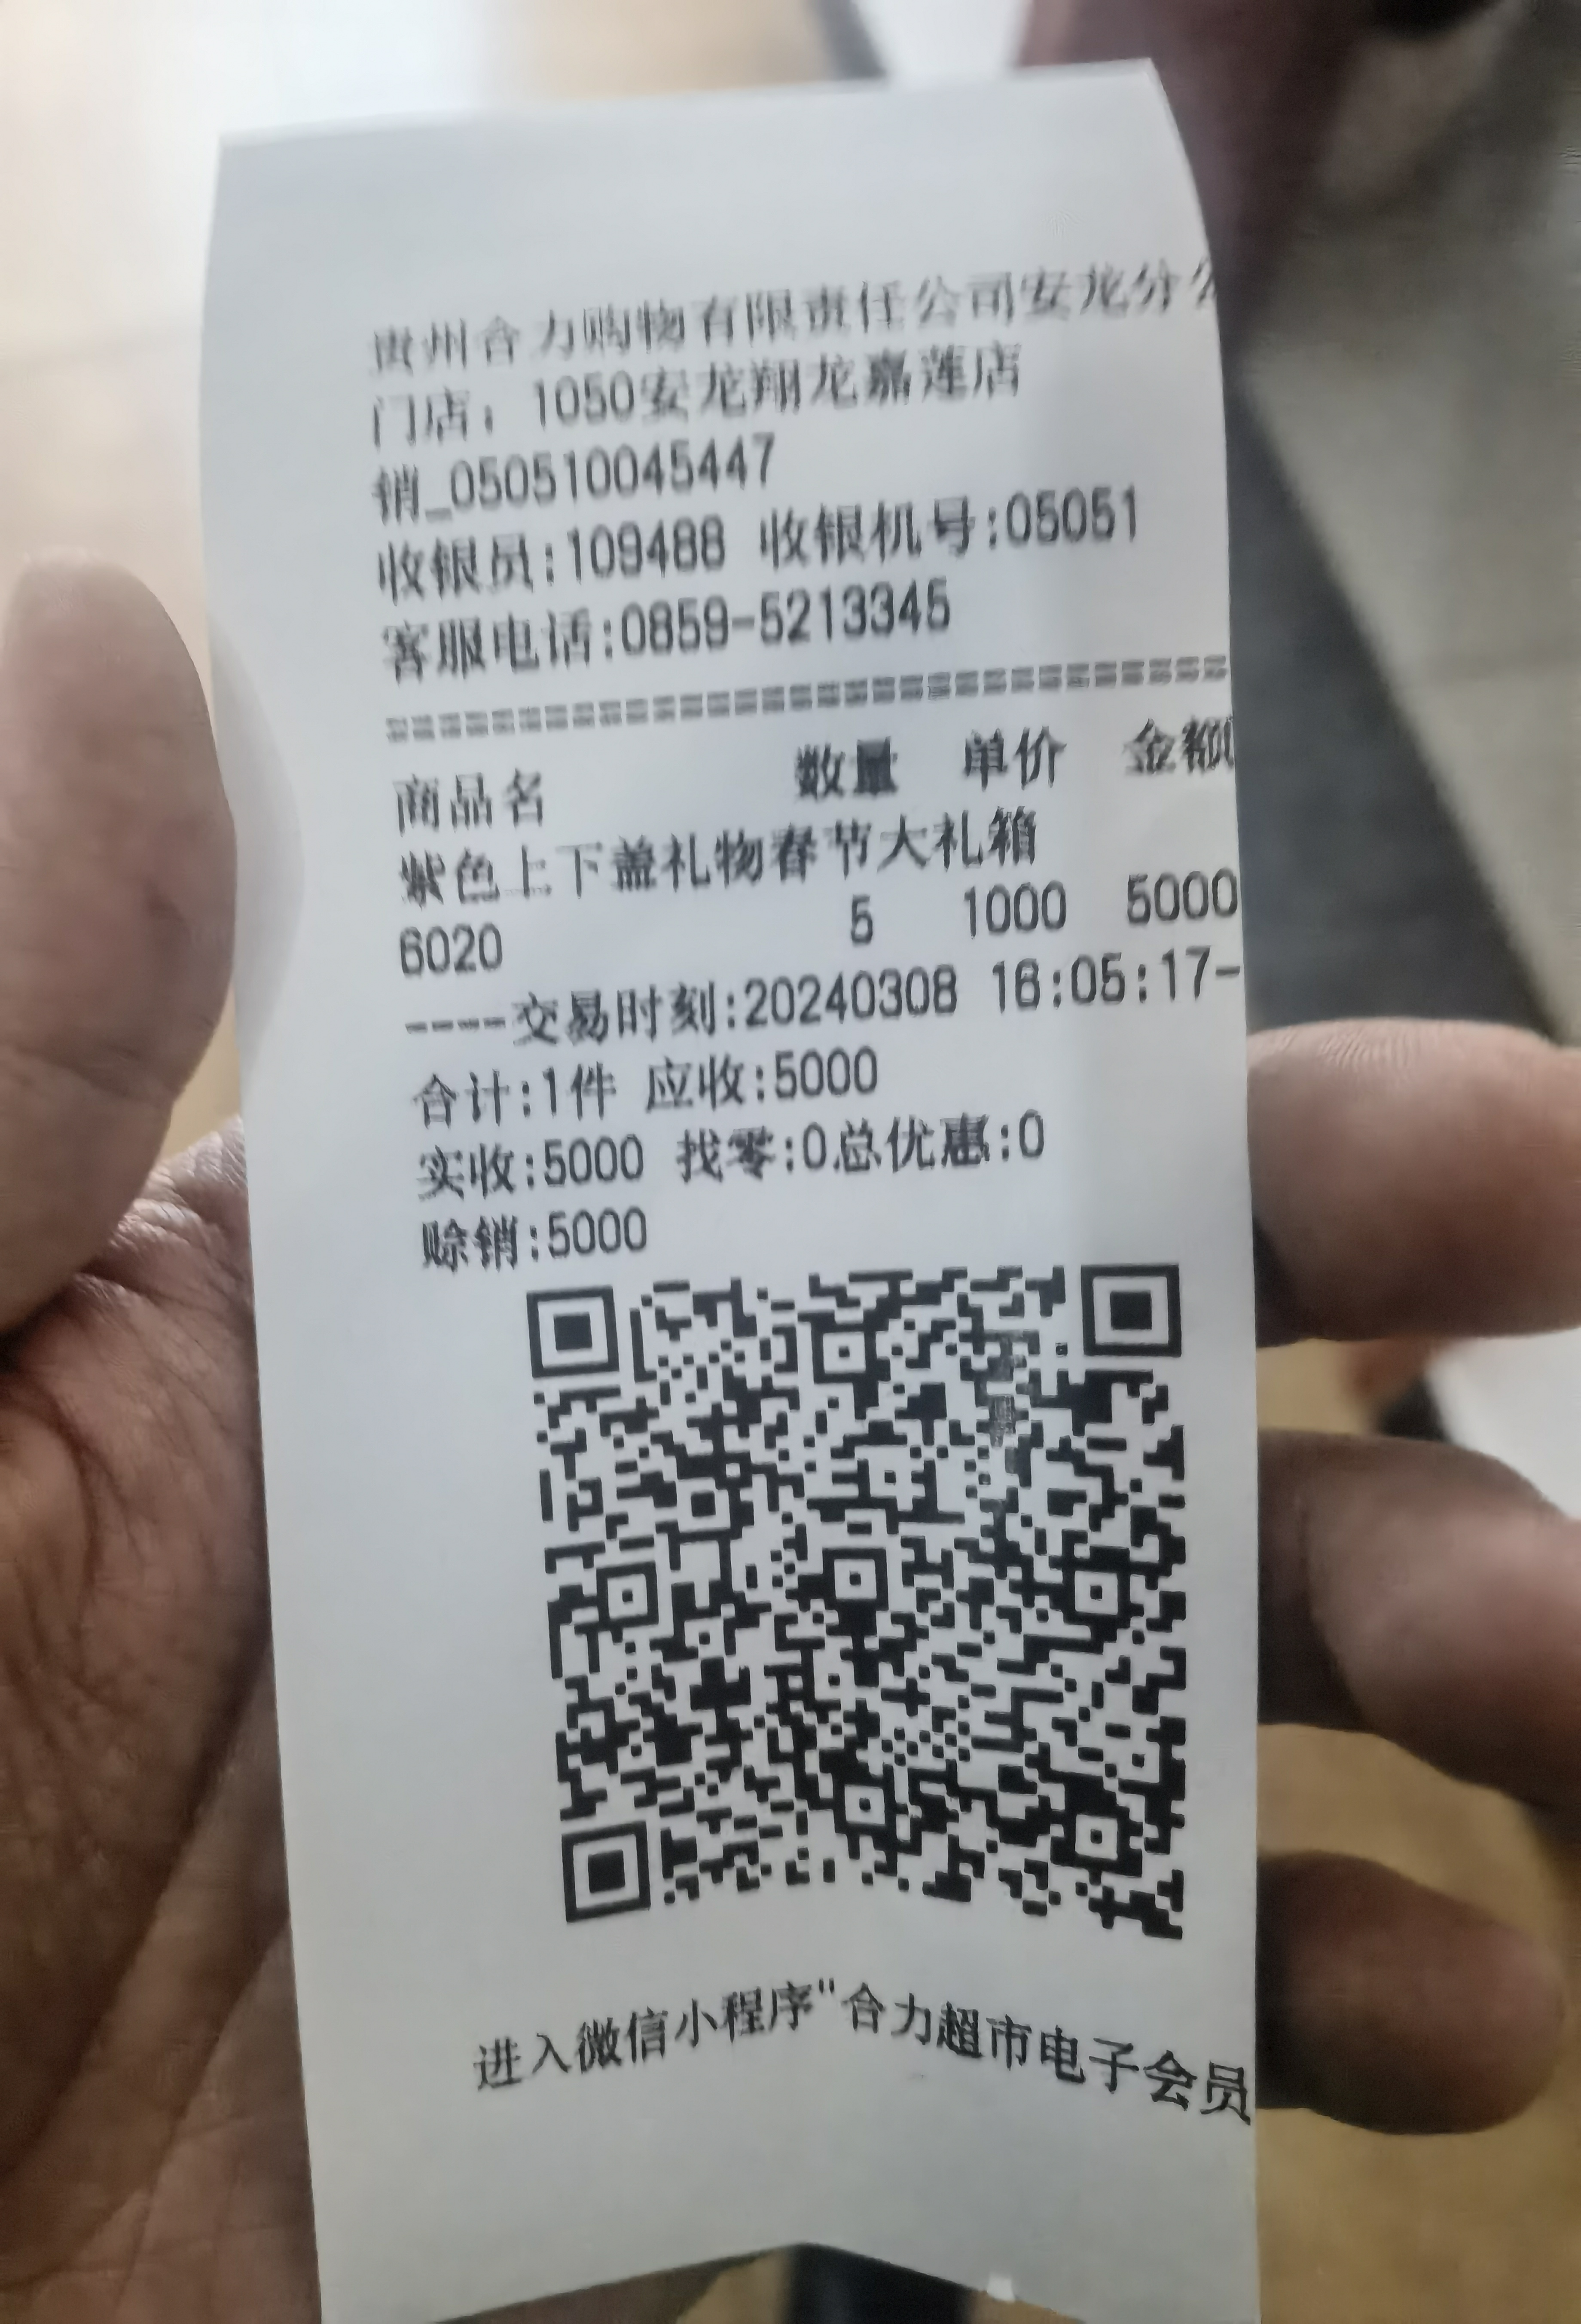 贵州合力购物有限责任公司安龙分公
门店：1050安龙翔龙嘉莲店
销_050510045447
收银员:109488 收银机号:05051
客服电话:0859-5213345
================================
商品名 数量 单价 金额
紫色上下盖礼物春节大礼箱
6020 5 1000 5000
----交易时刻:20240308 16:05:17-
合计:1件 应收:5000
实收:5000 找零:0总优惠:0
赊销:5000
进入微信小程序"合力超市电子会员